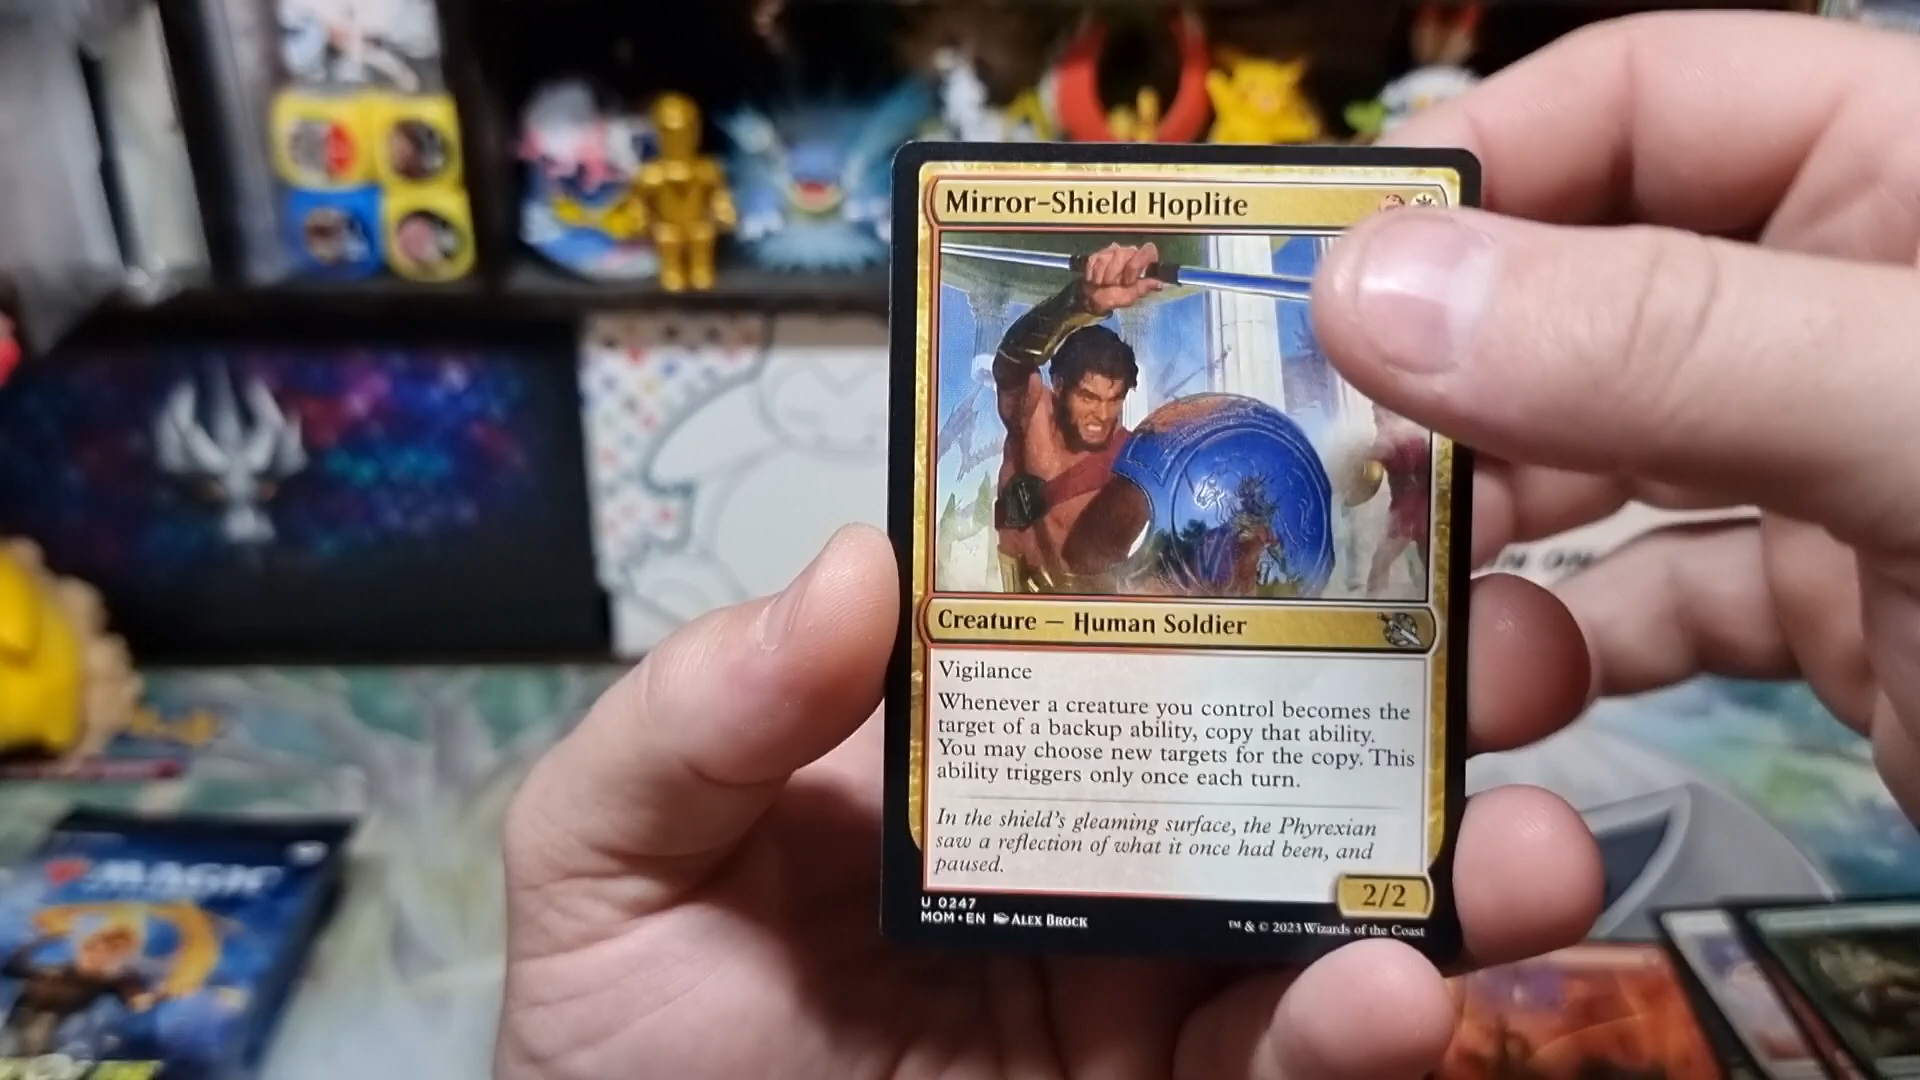 Mirror-Shield Hoplite
Creature — Human Soldier
Vigilance
Whenever a creature you control becomes the
target of a backup ability, copy that ability.
You may choose new targets for the copy. This
ability triggers only once each turn.
In the shield's gleaming surface, the Phyrexian
saw a reflection of what it once had been, and
paused.
2/2
U 0247
MOM • EN ALEX BROCK
™ & © 2023 Wizards of the Coast
MAGIC